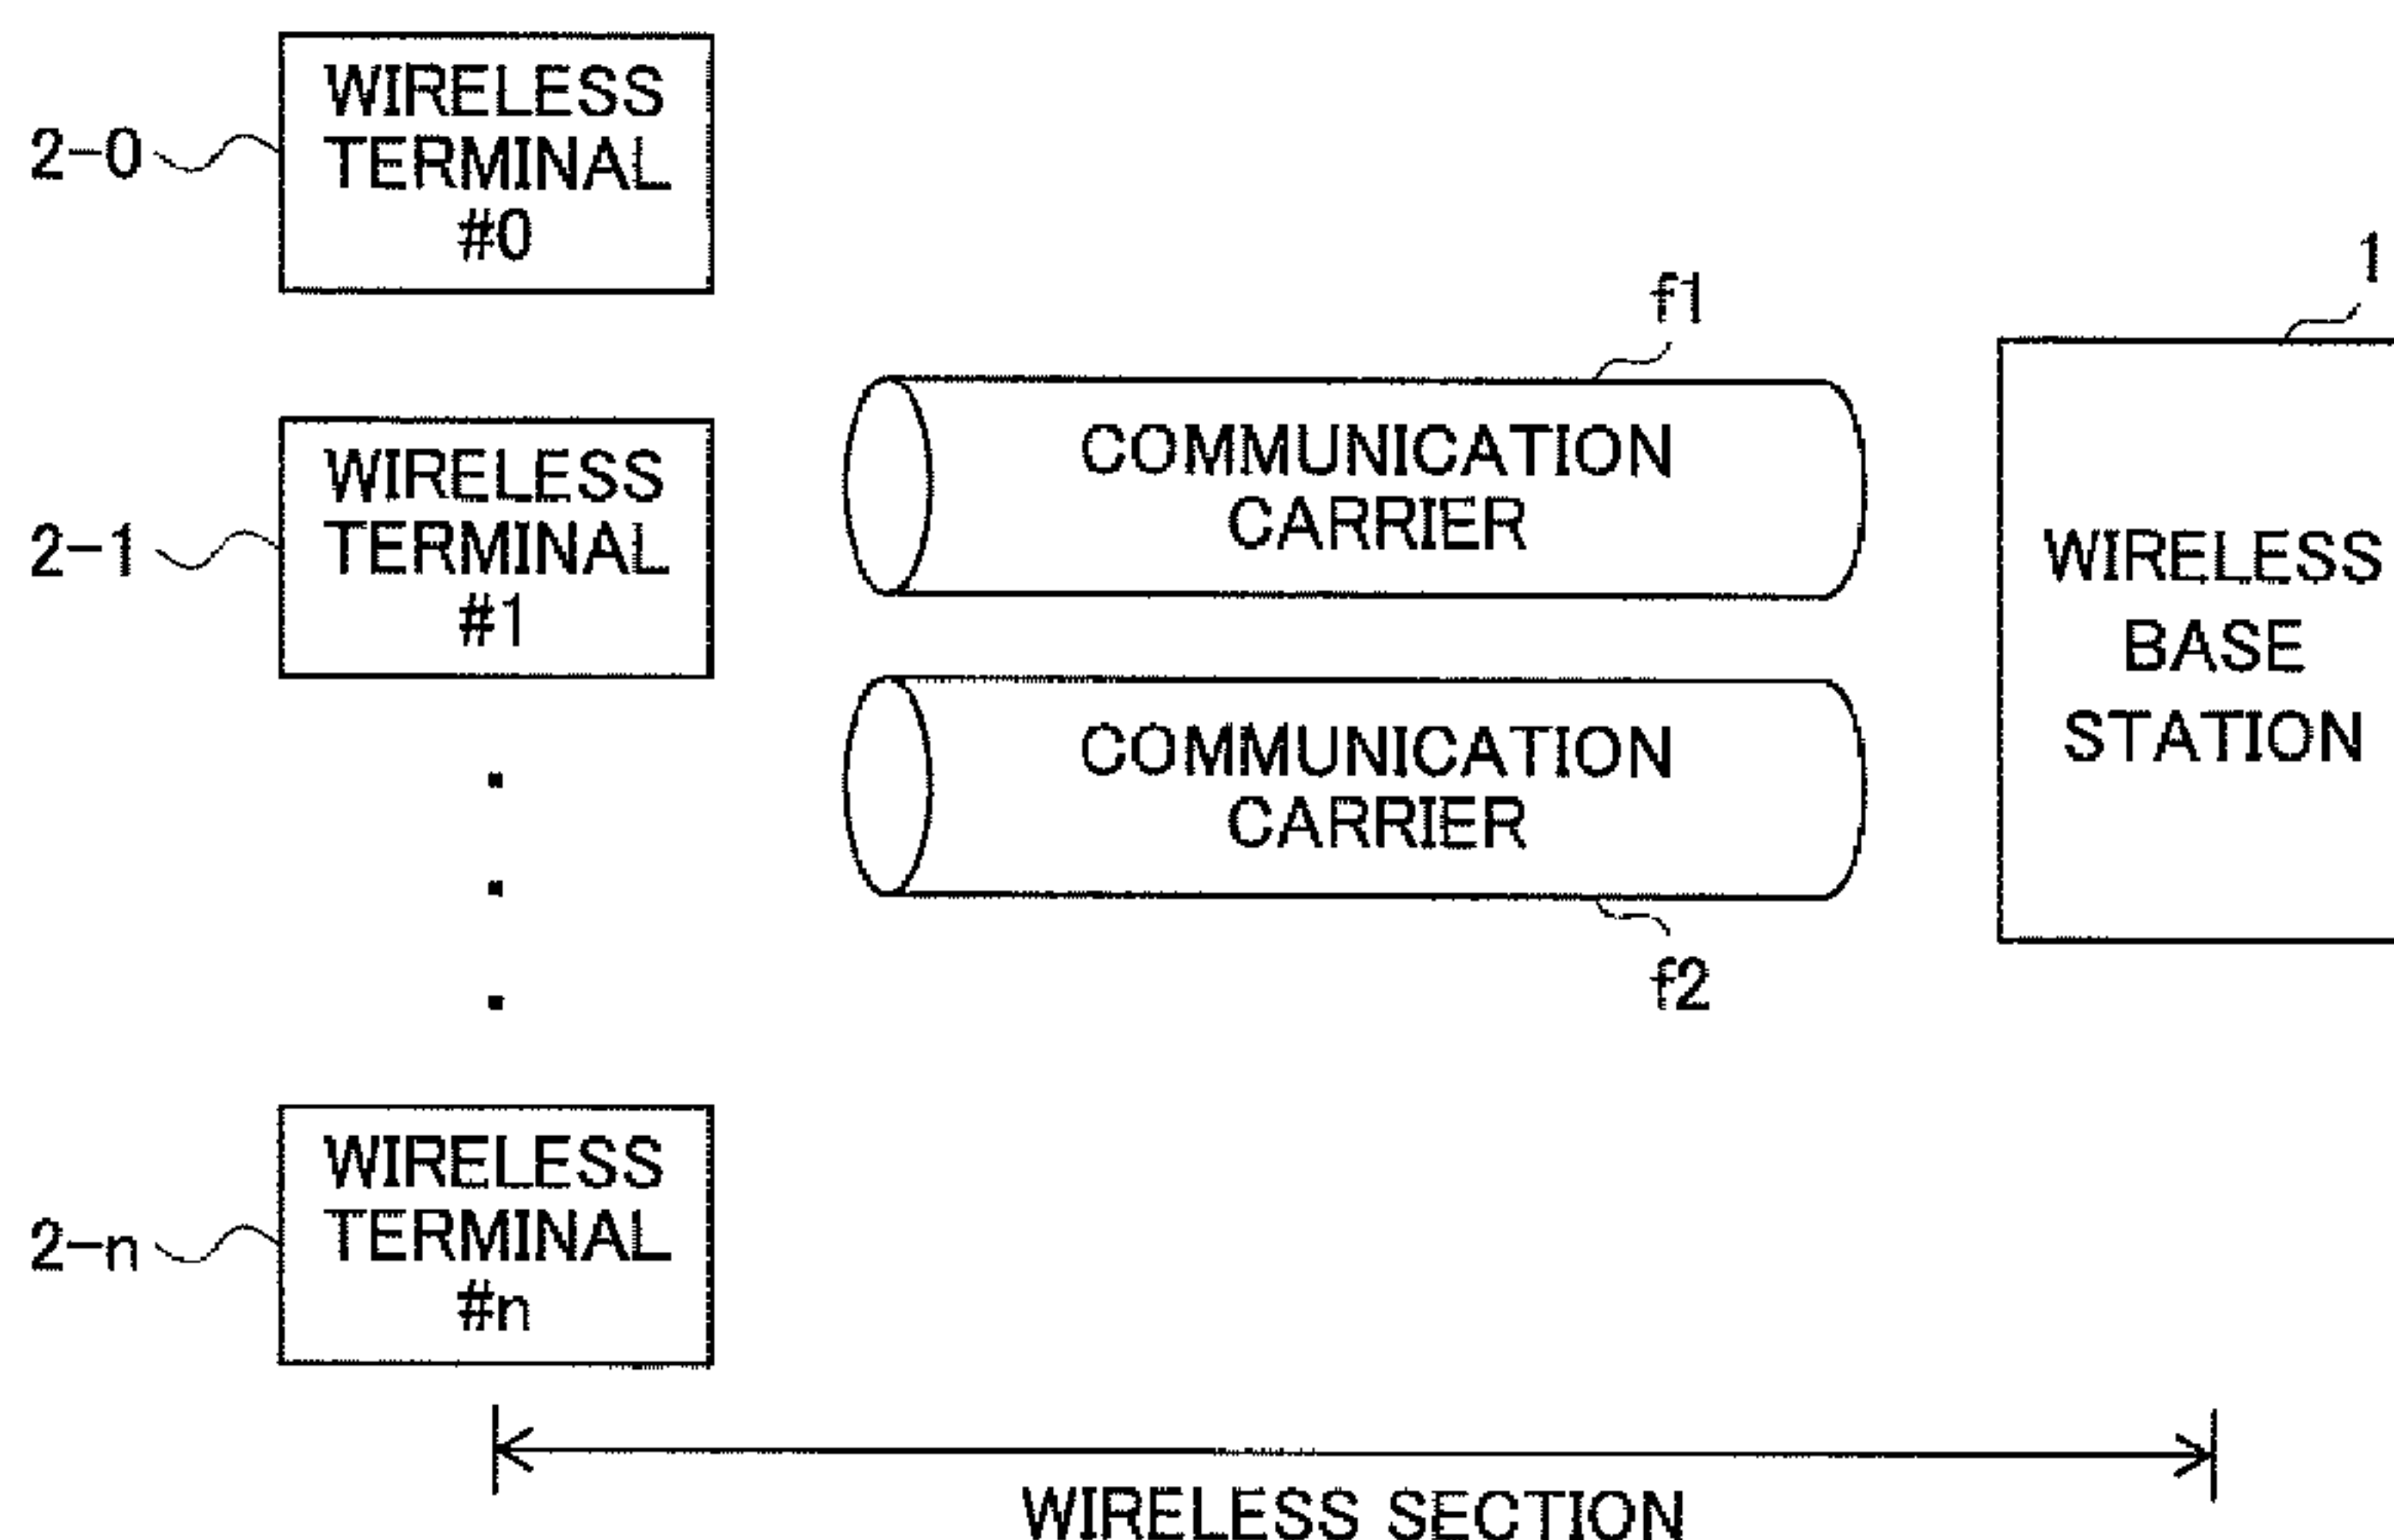 2-0
WIRELESS
TERMINAL
#0
2-1
WIRELESS
TERMINAL
#1
2-n
WIRELESS
TERMINAL
#n
f1
COMMUNICATION
CARRIER
COMMUNICATION
CARRIER
f2
1
WIRELESS
BASE
STATION
WIRELESS SECTION